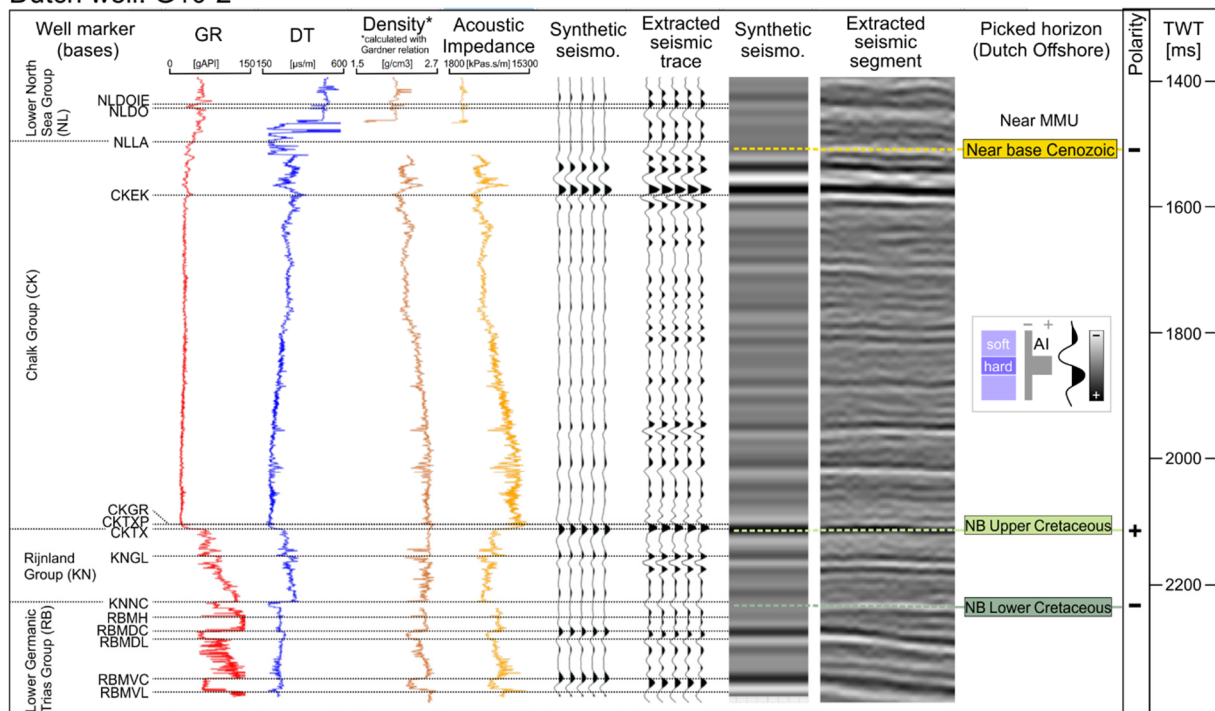 Well marker
(bases)
GR
DT
Density*
*calculated with
Gardner relation
Acoustic
Impedance
Synthetic
seismo.
Extracted
seismic
trace
Synthetic
seismo.
Extracted
seismic
segment
Picked horizon
(Dutch Offshore)
Polarity
TWT
[ms]
0 [gAPI] 150
150 [µs/m] 600
1.5 [g/cm3] 2.7
1800 [kPas.s/m] 15300
Lower North
Sea Group
(NL)
Chalk Group (CK)
Rijnland
Group (KN)
Lower Germanic
Trias Group (RB)
NLDOIE
NLDO
NLLA
CKEK
CKGR
CKTXP
CKTX
KNGL
KNNC
RBMH
RBMDC
RBMDL
RBMVC
RBMVL
Near MMU
Near base Cenozoic
–
soft
hard
– +
AI
–
+
NB Upper Cretaceous
+
NB Lower Cretaceous
–
1400
1600
1800
2000
2200